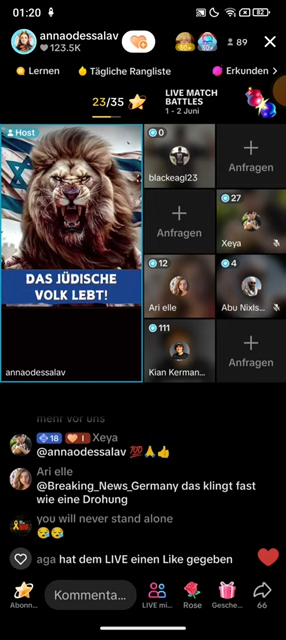 01:20
82
annaodessalav
123.5K
50
50
89
Lernen
Tägliche Rangliste
Erkunden >
23/35
LIVE MATCH
BATTLES
1 - 2 Juni
Host
DAS JÜDISCHE
VOLK LEBT!
annaodessalav
0
blackeagl23
Anfragen
Anfragen
27
Xeya
12
Ari elle
4
Abu Nixls...
111
Kian Kerman...
Anfragen
mehr vor uns
18
I
Xeya
@annaodessalav 💯🙏👍
Ari elle
@Breaking_News_Germany das klingt fast
wie eine Drohung
you will never stand alone
😥😥
aga hat dem LIVE einen Like gegeben
Abonn...
Kommenta...
LIVE mi...
Rose
Gesche...
66